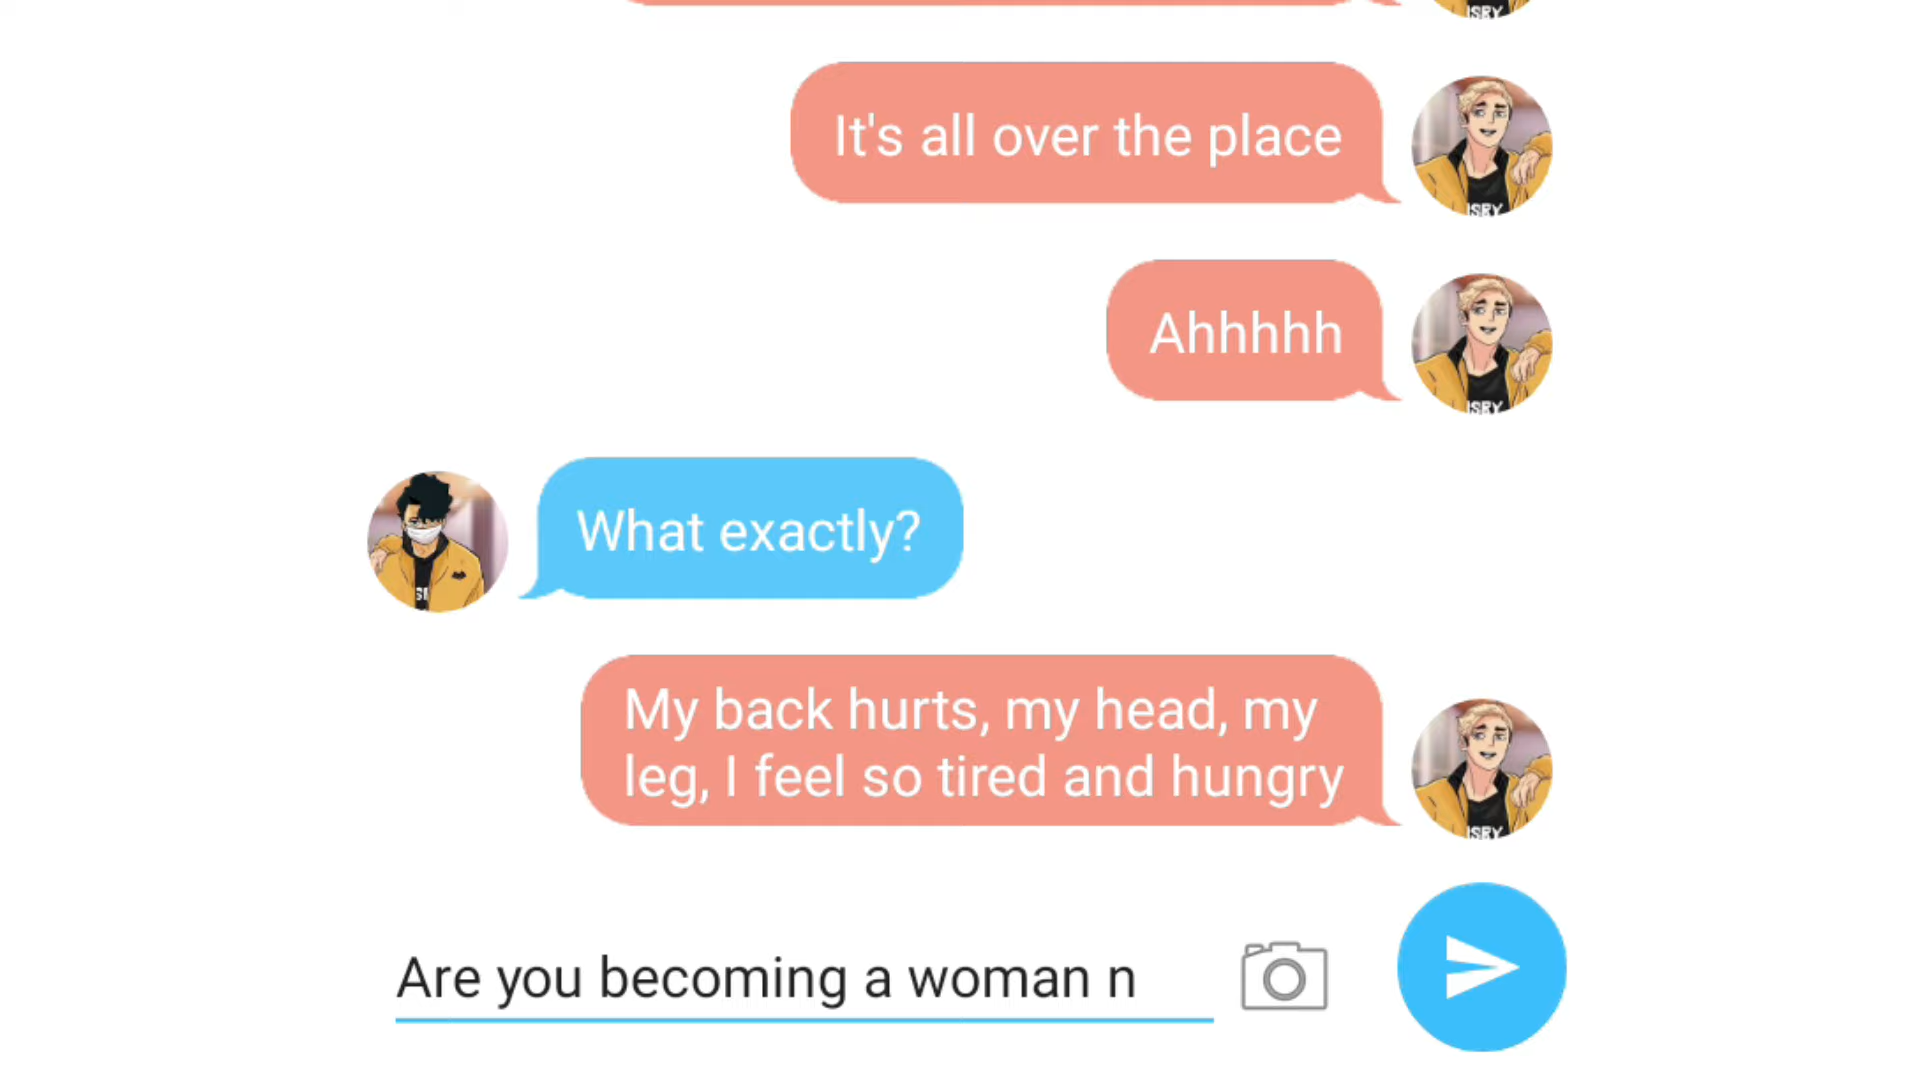 It's all over the place
Ahhhhh
What exactly?
My back hurts, my head, my
leg, I feel so tired and hungry
Are you becoming a woman n